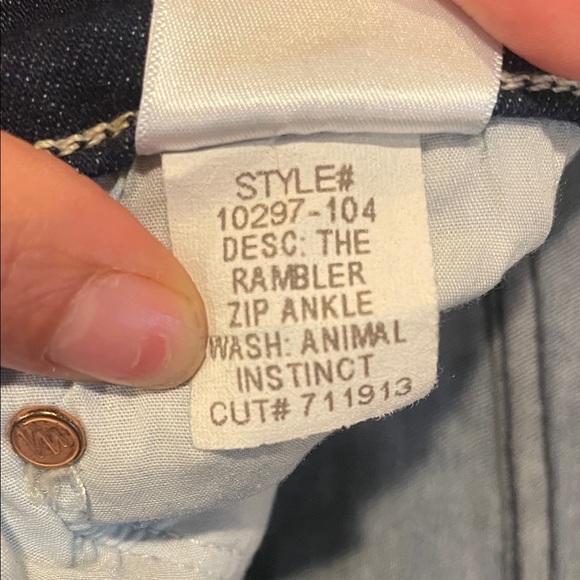 STYLE#
10297-104
DESC: THE
RAMBLER
ZIP ANKLE
WASH: ANIMAL
INSTINCT
CUT# 711913